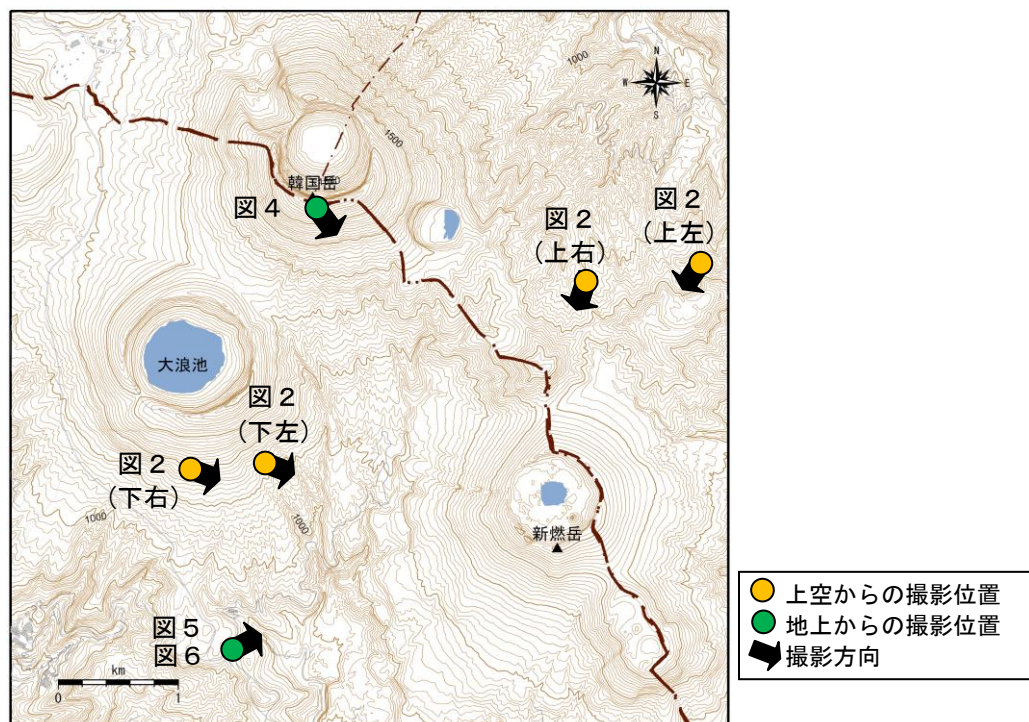 N
W E
S
1000
1500
韓国岳
図4
図2
(上右)
図2
(上左)
大浪池
図2
(下左)
図2
(下右)
1000
1000
新燃岳
図5
図6
km
0 1
上空からの撮影位置
地上からの撮影位置
撮影方向